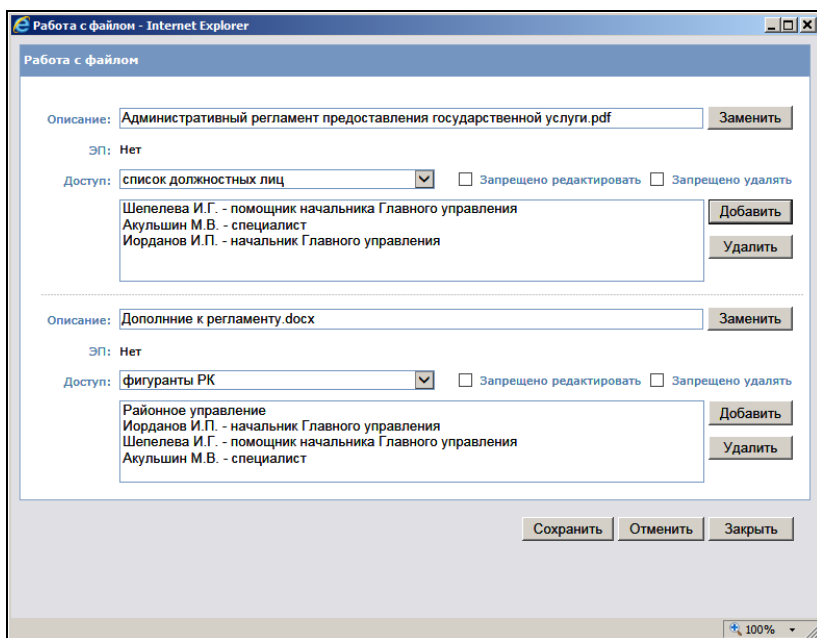 Работа с файлом - Internet Explorer
Работа с файлом
Описание: Административный регламент предоставления государственной услуги.pdf Заменить
ЭП: Нет
Доступ: список должностных лиц Запрещено редактировать Запрещено удалять
Шепелева И.Г. - помощник начальника Главного управления
Акульшин М.В. - специалист
Иорданов И.П. - начальник Главного управления
Добавить
Удалить
Описание: Дополнние к регламенту.docx Заменить
ЭП: Нет
Доступ: фигуранты РК Запрещено редактировать Запрещено удалять
Районное управление
Иорданов И.П. - начальник Главного управления
Шепелева И.Г. - помощник начальника Главного управления
Акульшин М.В. - специалист
Добавить
Удалить
Сохранить Отменить Закрыть
100%